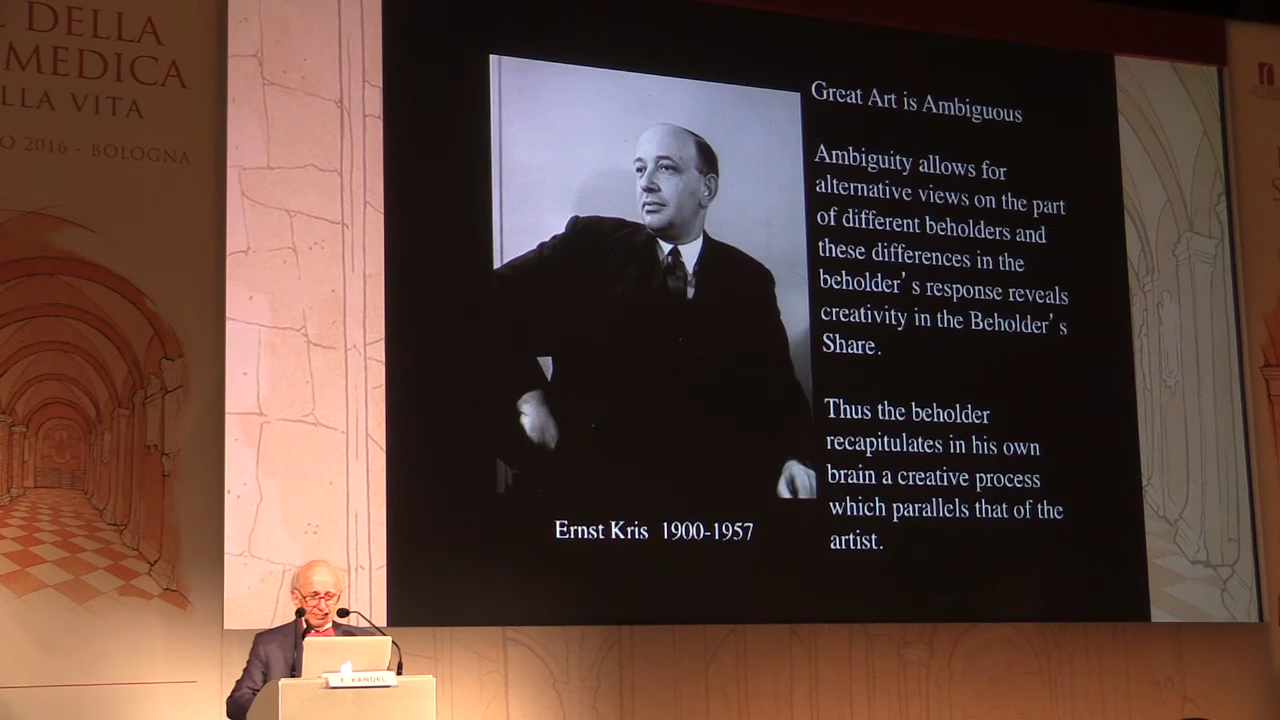 DELLA
MEDICA
LLA VITA
O 2016 - BOLOGNA
Great Art is Ambiguous
Ambiguity allows for
alternative views on the part
of different beholders and
these differences in the
beholder’s response reveals
creativity in the Beholder’s
Share.
Thus the beholder
recapitulates in his own
brain a creative process
which parallels that of the
artist.
Ernst Kris 1900-1957
E. KANDEL